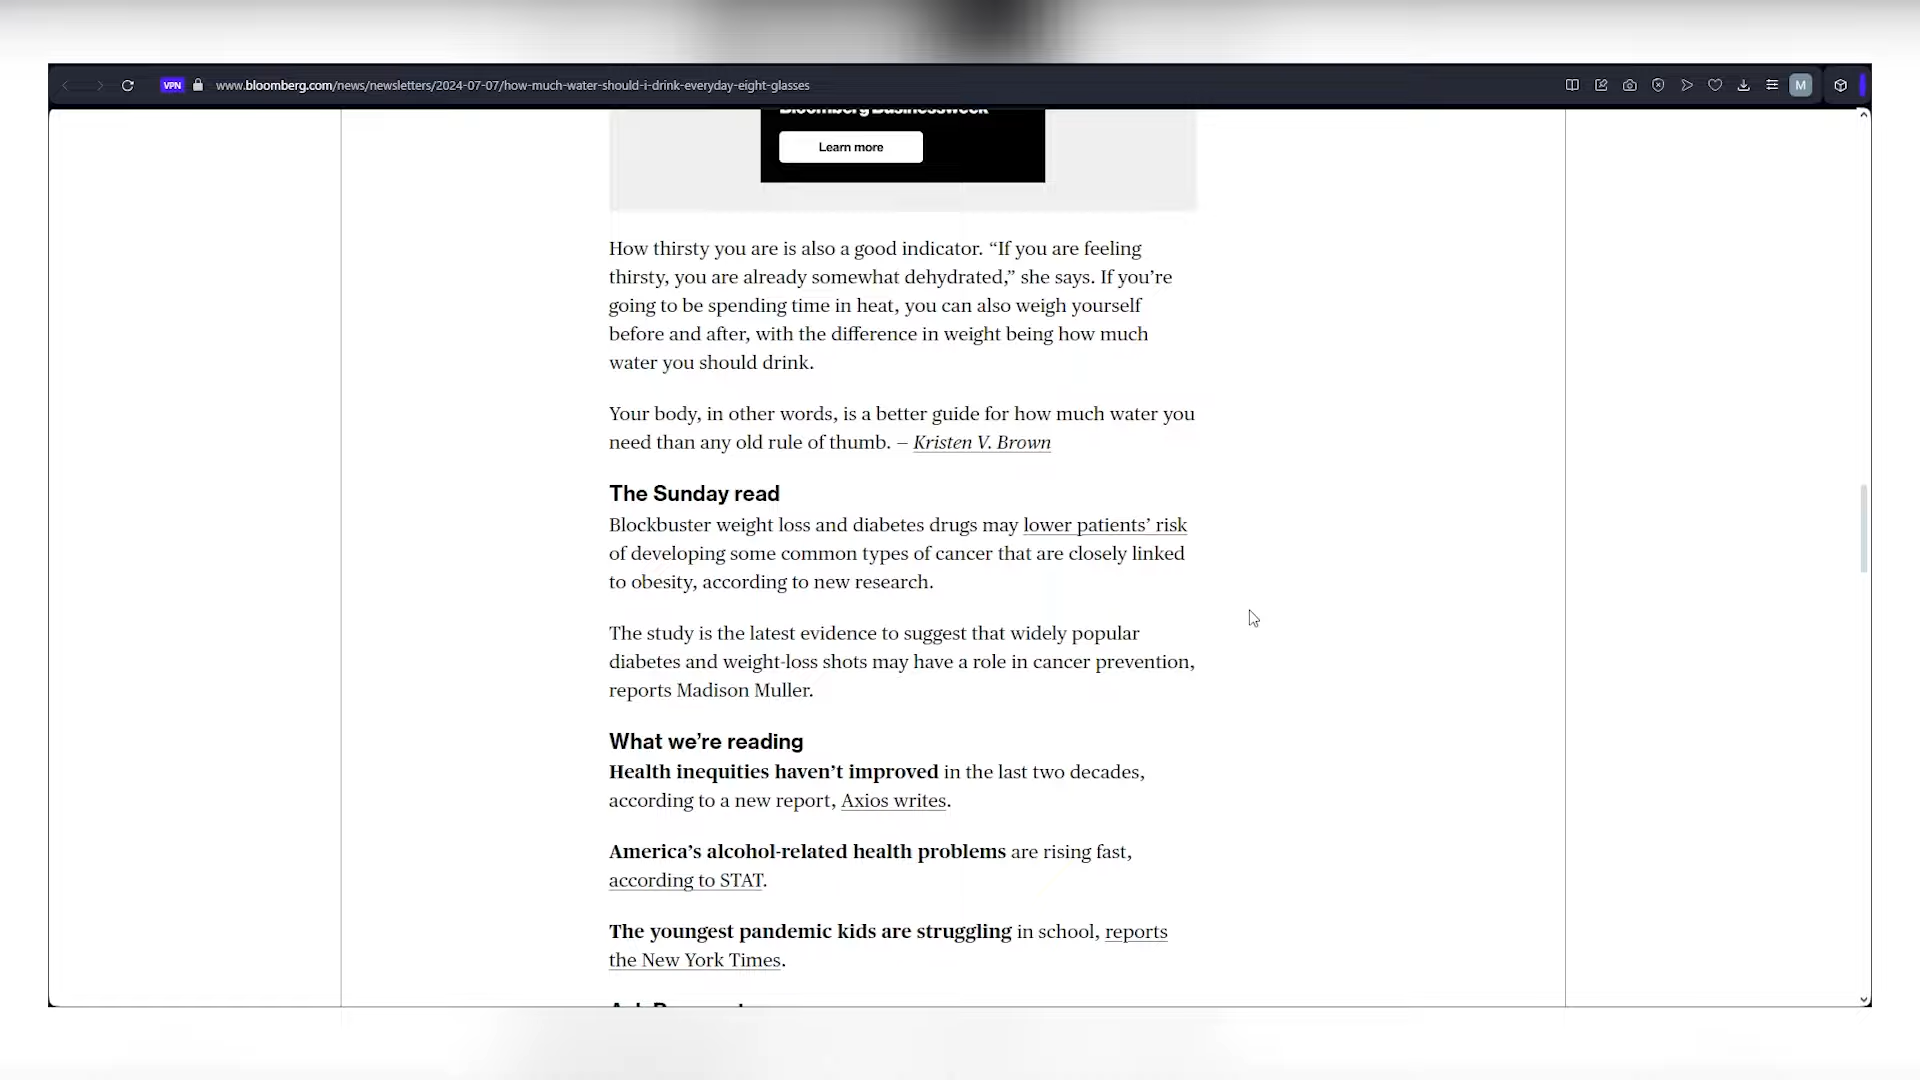 VPN
www.bloomberg.com/news/newsletters/2024-07-07/how-much-water-should-i-drink-everyday-eight-glasses
M
Bloomberg Businessweek
Learn more
How thirsty you are is also a good indicator. “If you are feeling
thirsty, you are already somewhat dehydrated,” she says. If you’re
going to be spending time in heat, you can also weigh yourself
before and after, with the difference in weight being how much
water you should drink.
Your body, in other words, is a better guide for how much water you
need than any old rule of thumb. – Kristen V. Brown
The Sunday read
Blockbuster weight loss and diabetes drugs may lower patients’ risk
of developing some common types of cancer that are closely linked
to obesity, according to new research.
The study is the latest evidence to suggest that widely popular
diabetes and weight-loss shots may have a role in cancer prevention,
reports Madison Muller.
What we’re reading
Health inequities haven’t improved in the last two decades,
according to a new report, Axios writes.
America’s alcohol-related health problems are rising fast,
according to STAT.
The youngest pandemic kids are struggling in school, reports
the New York Times.